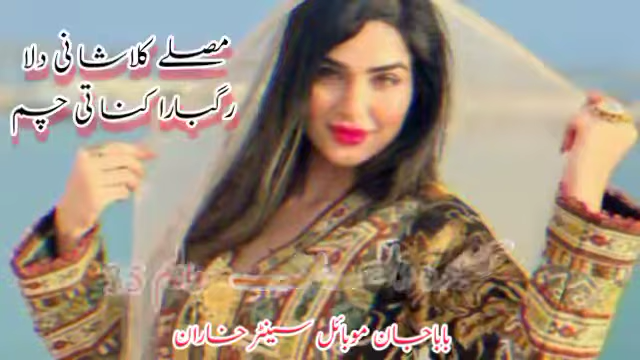 مصلے کلاشانی دلا
رگبارا کناتی چم
باباجان موبائل سینٹر خاران